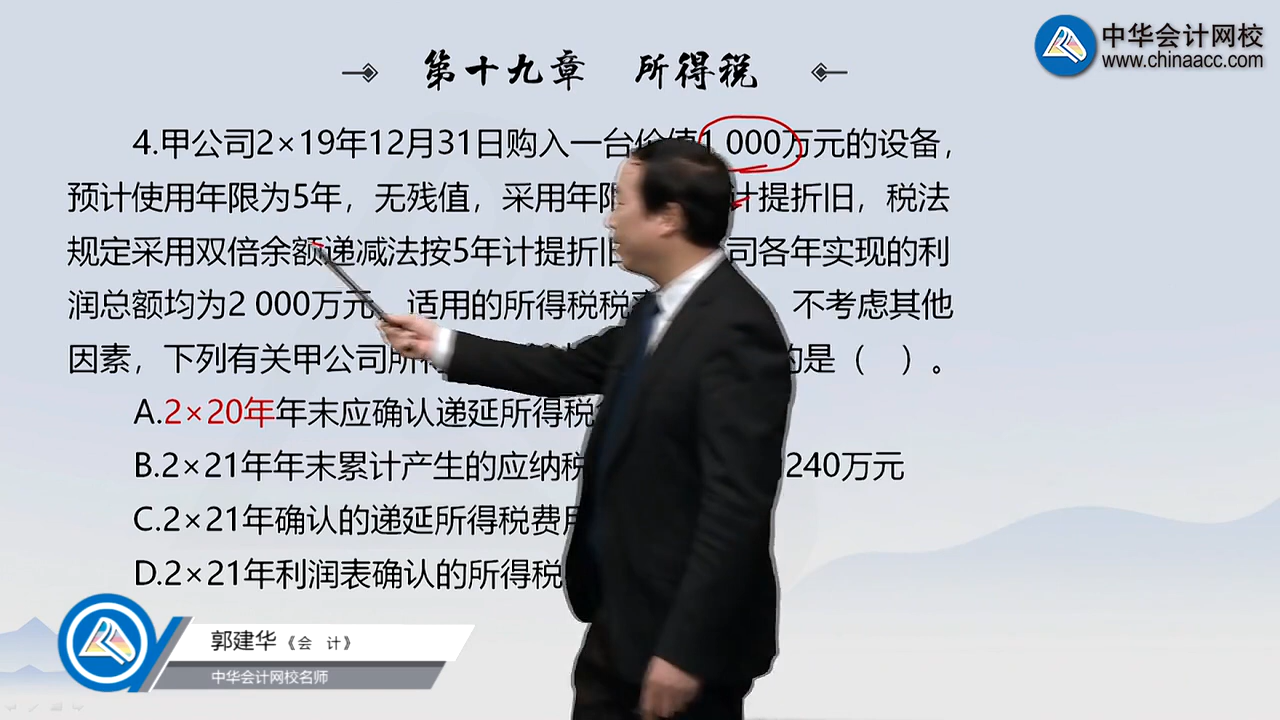 中华会计网校
www.chinaacc.com
第十九章 所得税
4.甲公司2×19年12月31日购入一台价值1 000万元的设备，
预计使用年限为5年，无残值，采用年限 计提折旧，税法
规定采用双倍余额递减法按5年计提折旧 司各年实现的利
润总额均为2 000万元，适用的所得税税 不考虑其他
因素，下列有关甲公司所 的是（ ）。
A.2×20年年末应确认递延所得税
B.2×21年年末累计产生的应纳税 240万元
C.2×21年确认的递延所得税费
D.2×21年利润表确认的所得税
郭建华《会 计》
中华会计网校名师